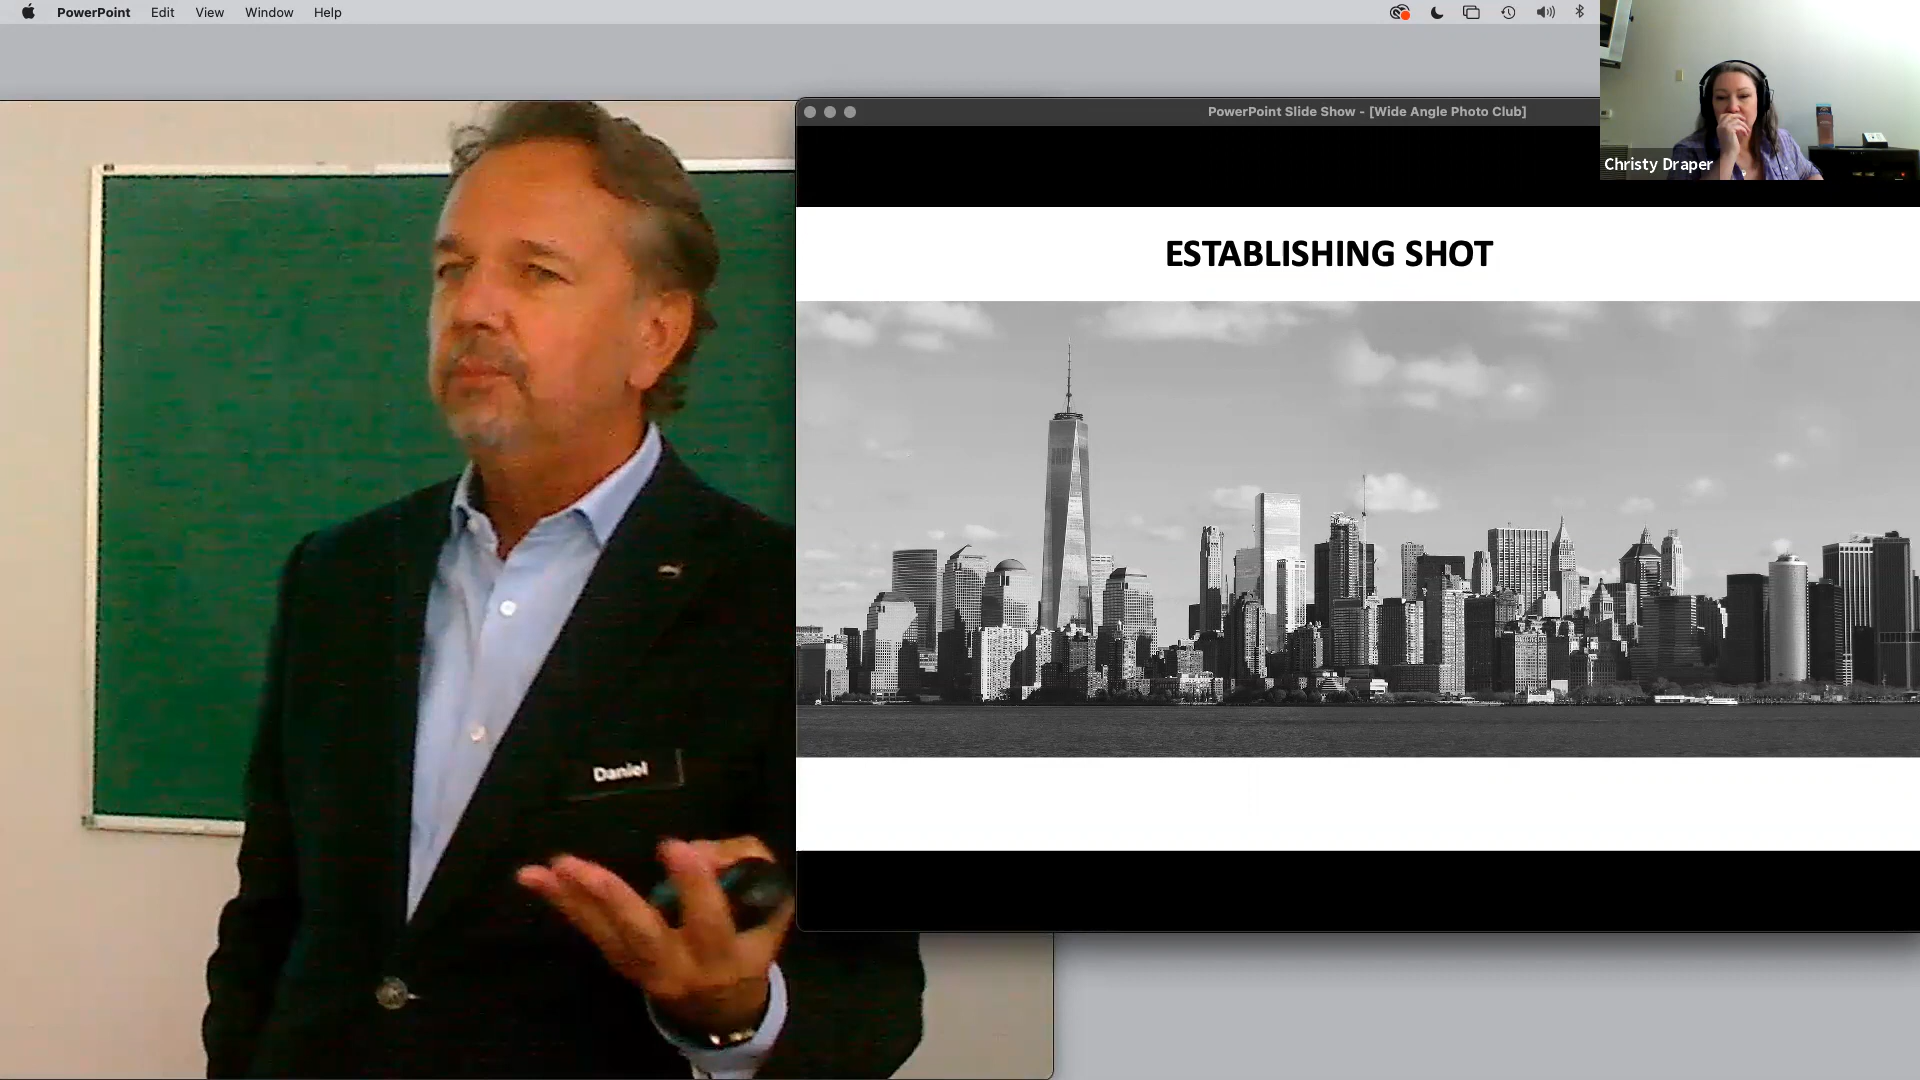 PowerPoint Edit View Window Help
PowerPoint Slide Show - [Wide Angle Photo Club]
Christy Draper
ESTABLISHING SHOT
Daniel